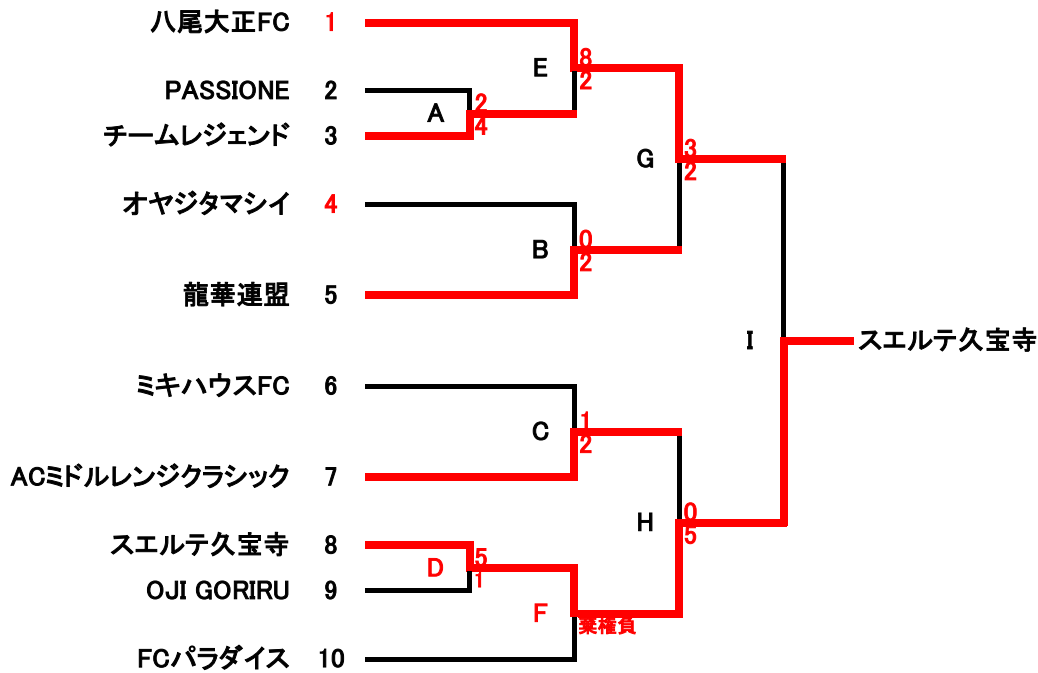 八尾大正FC 1
8
E
2
PASSIONE 2
2
A
4
チームレジェンド 3
3
G
2
オヤジタマシイ 4
0
B
2
龍華連盟 5
I スエルテ久宝寺
ミキハウスFC 6
1
C
2
ACミドルレンジクラシック 7
0
H
5
スエルテ久宝寺 8
5
D
1
OJI GORIRU 9
F
棄権負
FCパラダイス 10